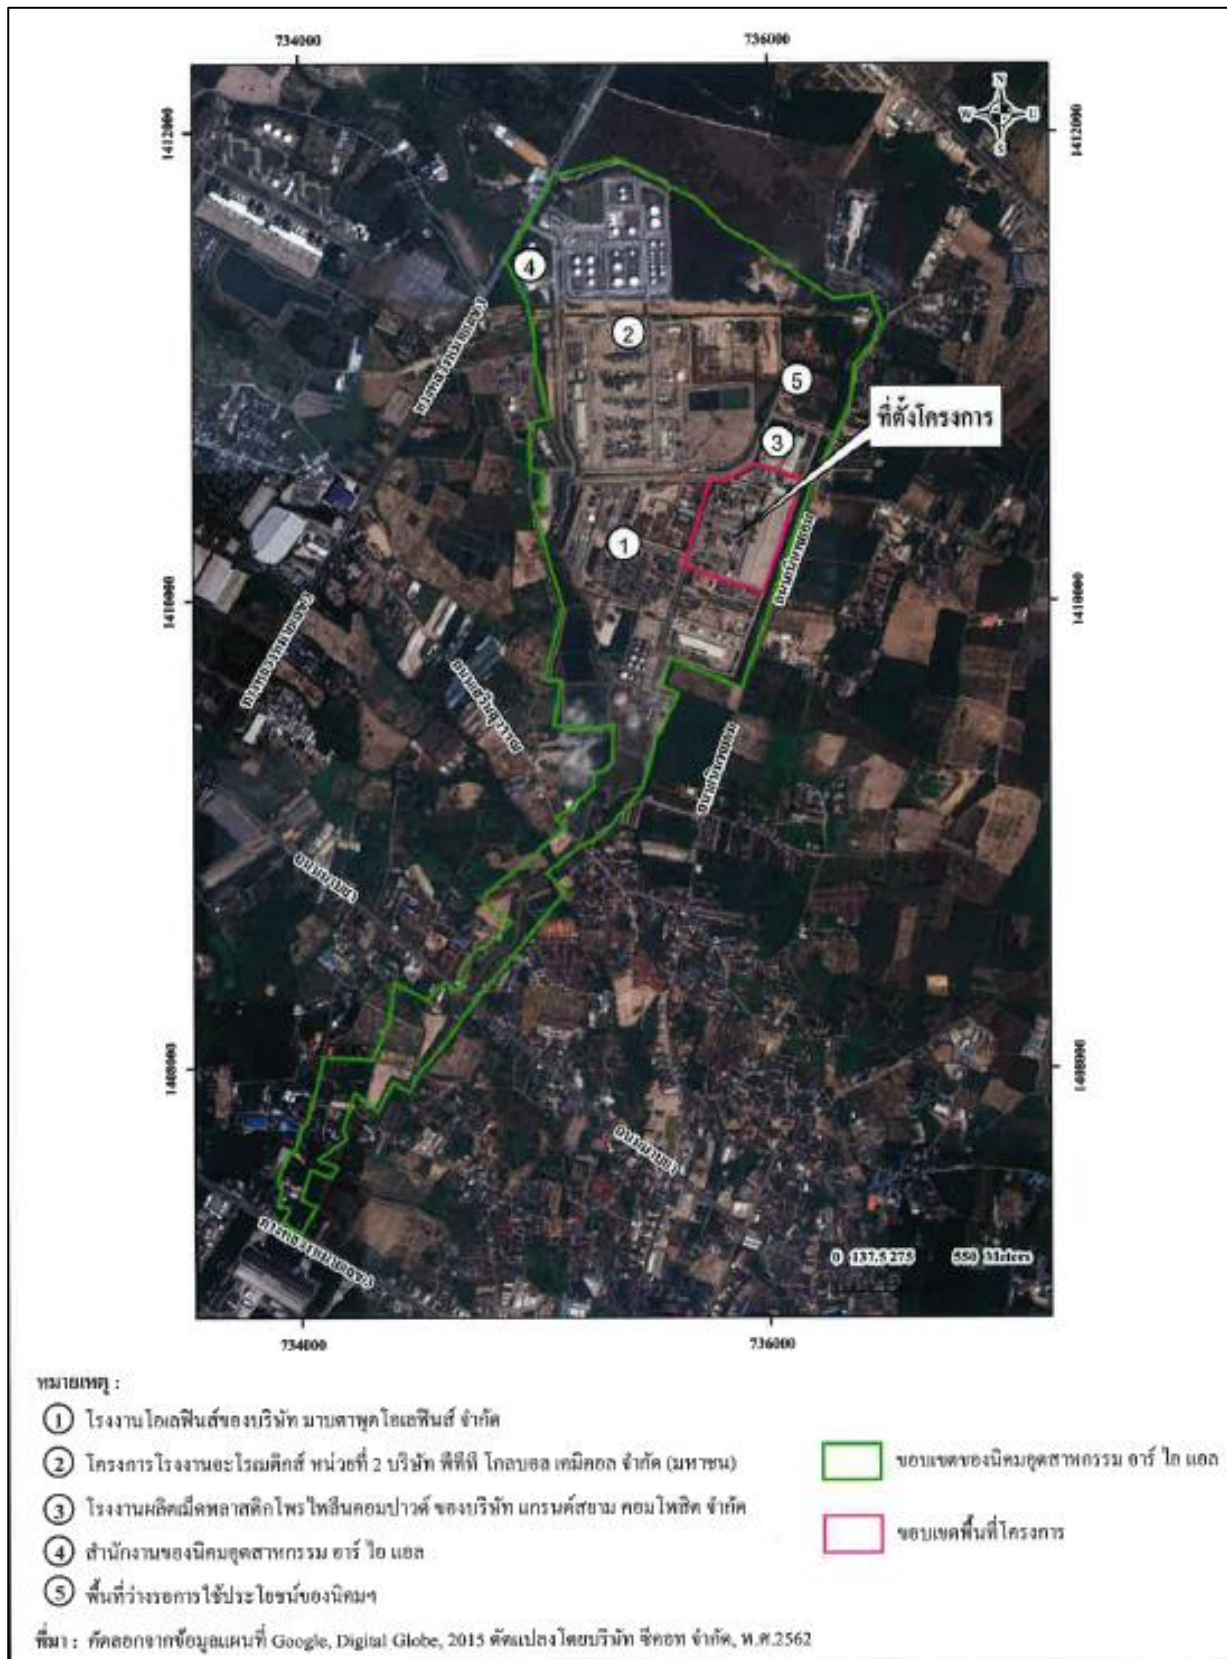 734000
736000
1412000
1412000
N
W
E
S
4
2
5
ที่ตั้งโครงการ
3
1
1410000
1410000
1408000
1408000
0 137.5 275 550 Meters
734000
736000
หมายเหตุ :
1 โรงงานโอเลฟินส์ของบริษัท มาบตาพุดโอเลฟินส์ จำกัด
2 โครงการโรงงานอะโรเมติกส์ หน่วยที่ 2 บริษัท พีทีที โกลบอล เคมิคอล จำกัด (มหาชน)
ขอบเขตของนิคมอุตสาหกรรม อาร์ ไอ แอล
3 โรงงานผลิตเม็ดพลาสติกโพรไพลีนคอมปาวด์ ของบริษัท แกรนด์สยาม คอมโพสิต จำกัด
ขอบเขตพื้นที่โครงการ
4 สำนักงานของนิคมอุตสาหกรรม อาร์ ไอ แอล
5 พื้นที่ว่างรอการใช้ประโยชน์ของนิคมฯ
ที่มา : คัดลอกจากข้อมูลแผนที่ Google, Digital Globe, 2015 ดัดแปลงโดยบริษัท ซีคอท จำกัด, พ.ศ.2562